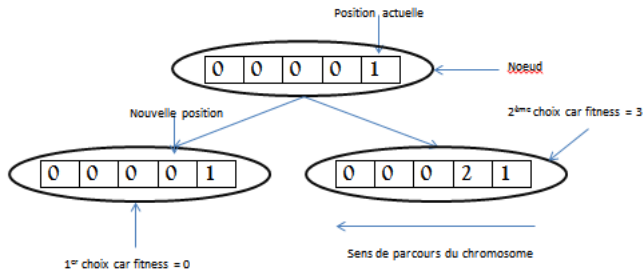 Position actuelle
0 0 0 0 1
Noeud
Nouvelle position
2ème choix car fitness = 3
0 0 0 0 1
0 0 0 2 1
1er choix car fitness = 0
Sens de parcours du chromosome